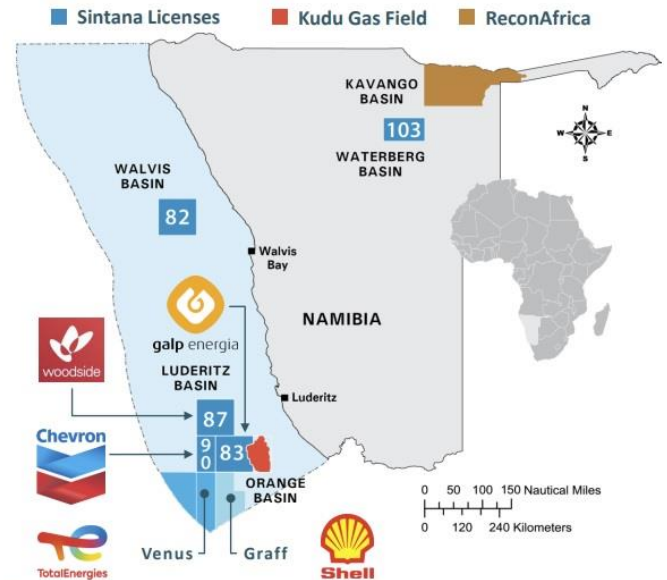 Sintana Licenses
Kudu Gas Field
ReconAfrica
KAVANGO
BASIN
103
WATERBERG
BASIN
N
W
E
S
WALVIS
BASIN
82
Walvis
Bay
galp energia
NAMIBIA
woodside
LUDERITZ
BASIN
Luderitz
87
Chevron
90
83
ORANGE
BASIN
0 50 100 150 Nautical Miles
0 120 240 Kilometers
TotalEnergies
Venus
Graff
Shell